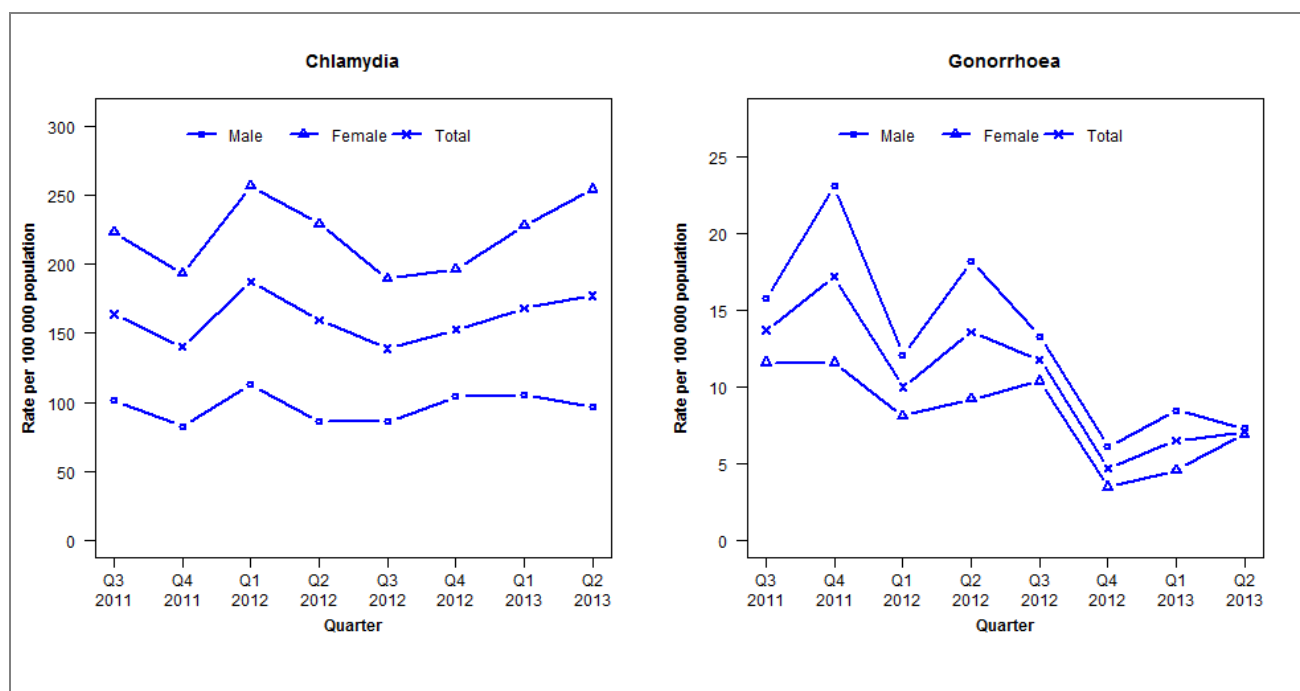 Chlamydia
Male Female Total
Rate per 100 000 population
300
250
200
150
100
50
0
Q3 Q4 Q1 Q2 Q3 Q4 Q1 Q2
2011 2011 2012 2012 2012 2012 2013 2013
Quarter
Gonorrhoea
Male Female Total
Rate per 100 000 population
25
20
15
10
5
0
Q3 Q4 Q1 Q2 Q3 Q4 Q1 Q2
2011 2011 2012 2012 2012 2012 2013 2013
Quarter